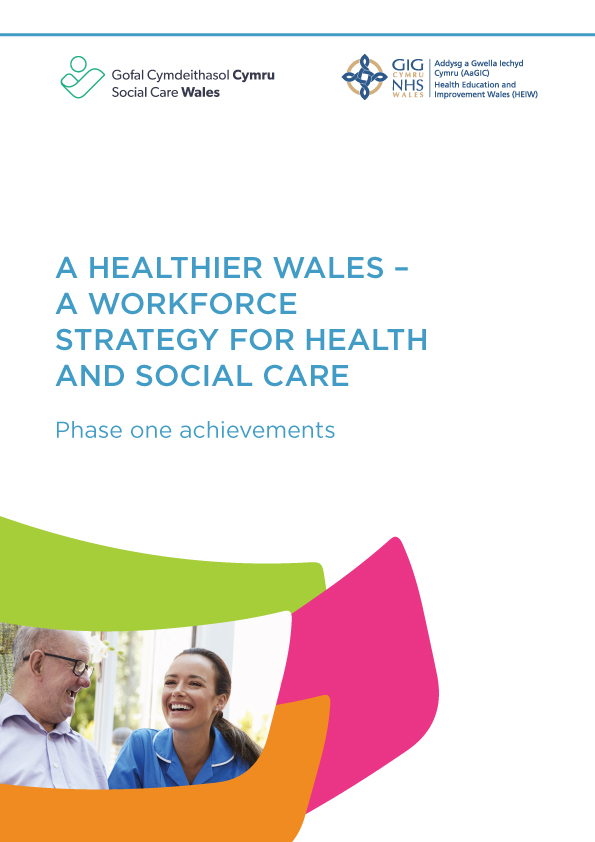 Gofal Cymdeithasol Cymru
Social Care Wales
GIG
CYMRU
NHS
WALES
Addysg a Gwella Iechyd
Cymru (AaGIC)
Health Education and
Improvement Wales (HEIW)
A HEALTHIER WALES –
A WORKFORCE
STRATEGY FOR HEALTH
AND SOCIAL CARE
Phase one achievements